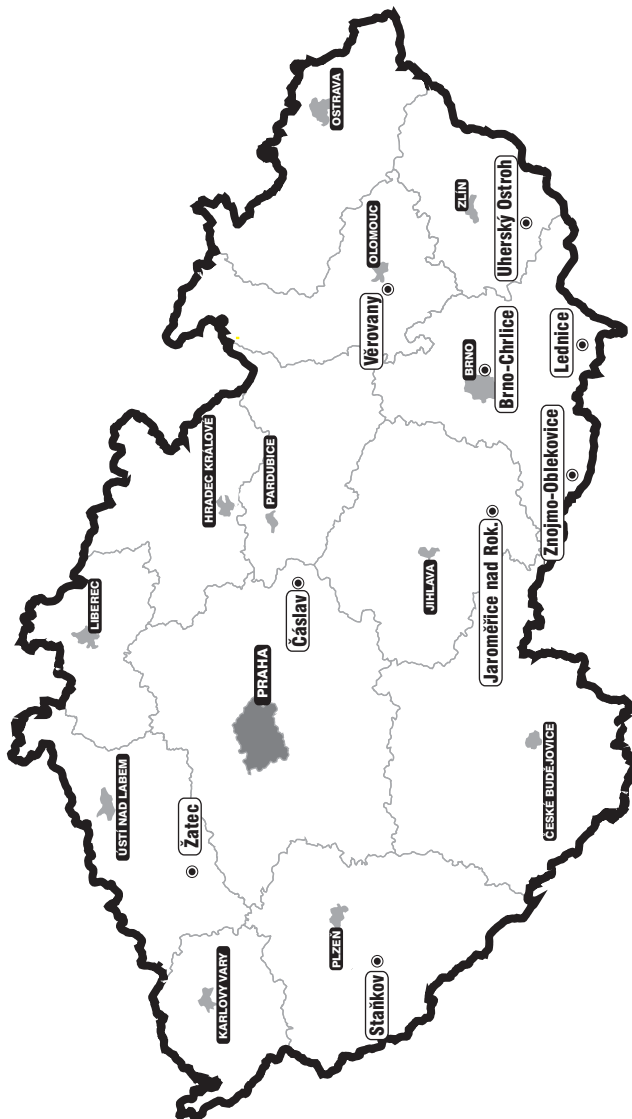 LIBEREC
ÚSTÍ NAD LABEM
Žatec
KARLOVY VARY
HRADEC KRÁLOVÉ
PARDUBICE
PRAHA
Čáslav
PLZEŇ
Staňkov
OSTRAVA
OLOMOUC
Věrovany
JIHLAVA
Jaroměřice nad Rok.
ČESKÉ BUDĚJOVICE
ZLÍN
Uherský Ostroh
BRNO
Brno-Chrlice
Lednice
Znojmo-Oblekovice